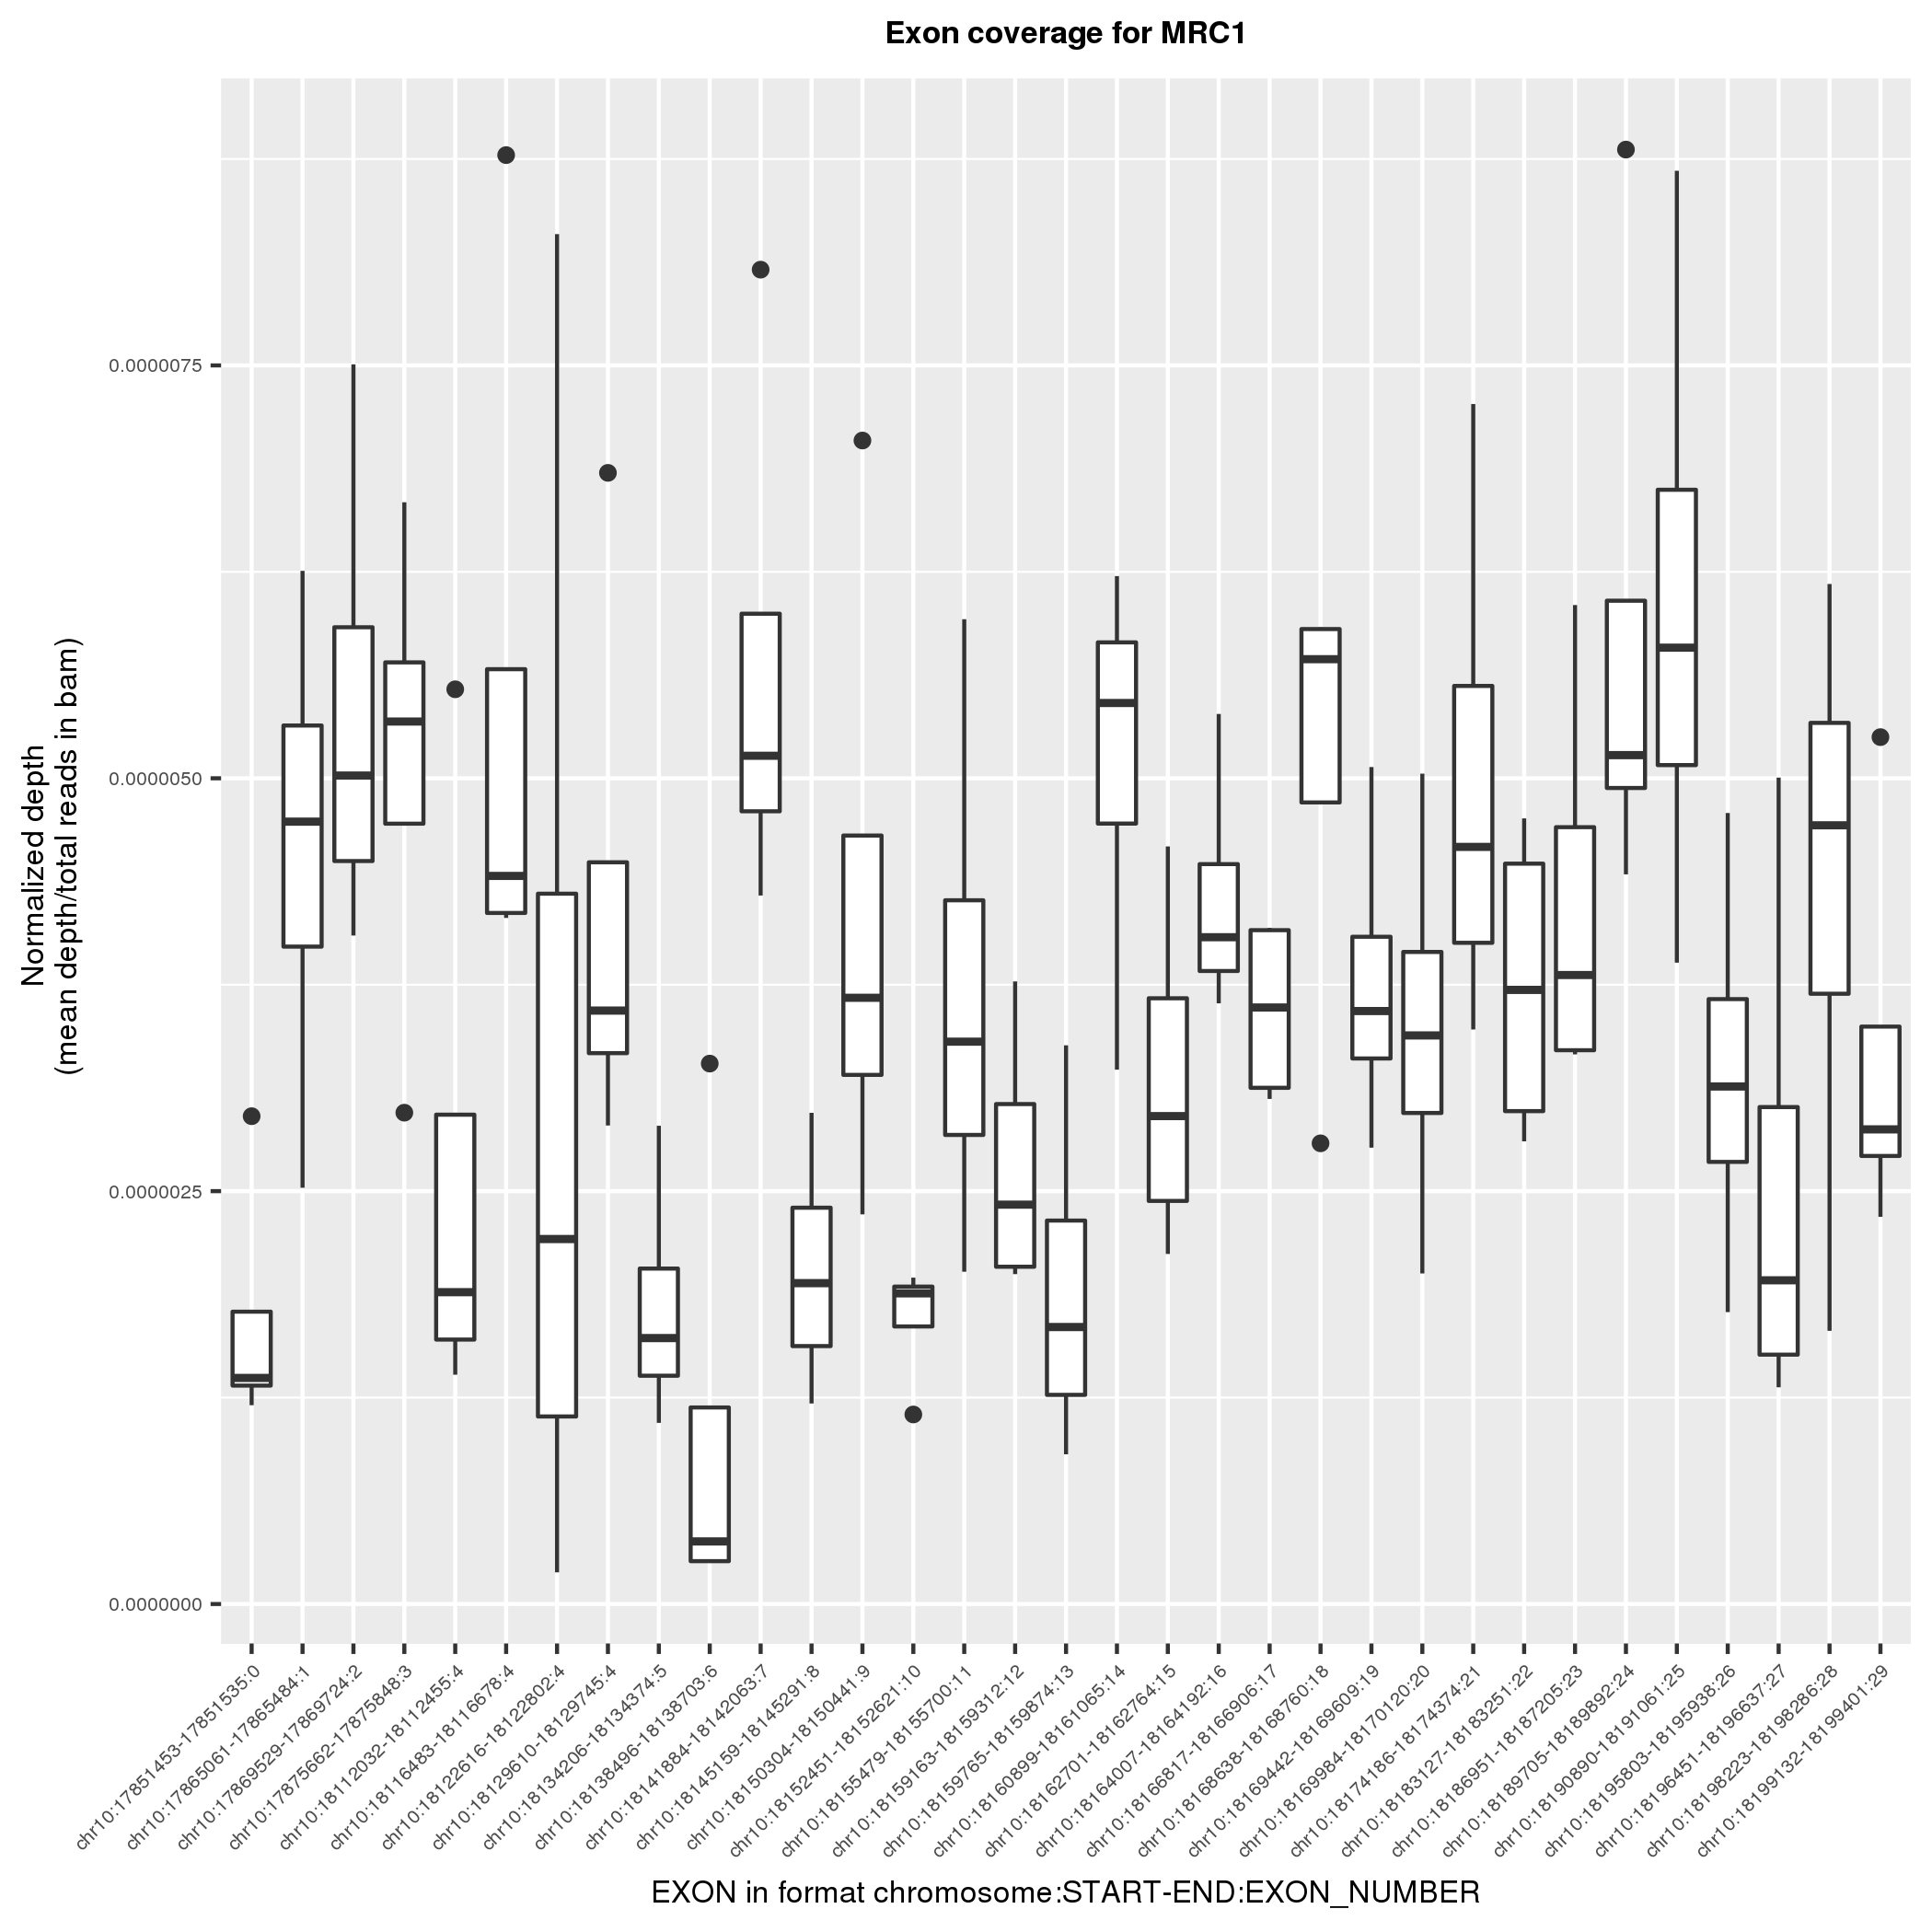 Exon coverage for MRC1
Normalized depth
(mean depth/total reads in bam)
0.0000075
0.0000050
0.0000025
0.0000000
chr10:17851453-17851535:0
chr10:17865061-17865484:1
chr10:17869529-17869724:2
chr10:17875662-17875848:3
chr10:18112032-18112455:4
chr10:18116483-18116678:4
chr10:18122616-18122802:4
chr10:18129610-18129745:4
chr10:18134206-18134374:5
chr10:18138496-18138703:6
chr10:18141884-18142063:7
chr10:18145159-18145291:8
chr10:18150304-18150441:9
chr10:18152451-18152621:10
chr10:18155479-18155700:11
chr10:18159163-18159312:12
chr10:18159765-18159874:13
chr10:18160899-18161065:14
chr10:18162701-18162764:15
chr10:18164007-18164192:16
chr10:18166817-18166906:17
chr10:18168638-18168760:18
chr10:18169442-18169609:19
chr10:18169984-18170120:20
chr10:18174186-18174374:21
chr10:18183127-18183251:22
chr10:18186951-18187205:23
chr10:18189705-18189892:24
chr10:18190890-18191061:25
chr10:18195803-18195938:26
chr10:18196451-18196637:27
chr10:18198223-18198286:28
chr10:18199132-18199401:29
EXON in format chromosome:START-END:EXON_NUMBER